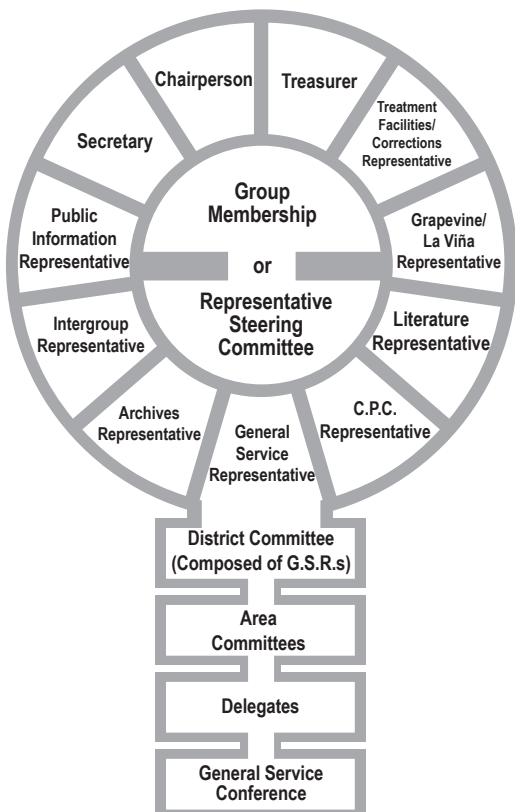 Chairperson
Treasurer
Treatment
Facilities/
Corrections
Representative
Secretary
Group
Membership
or
Representative
Steering
Committee
Public
Information
Representative
Grapevine/
La Viña
Representative
Intergroup
Representative
Literature
Representative
Archives
Representative
General
Service
Representative
C.P.C.
Representative
District Committee
(Composed of G.S.R.s)
Area
Committees
Delegates
General Service
Conference